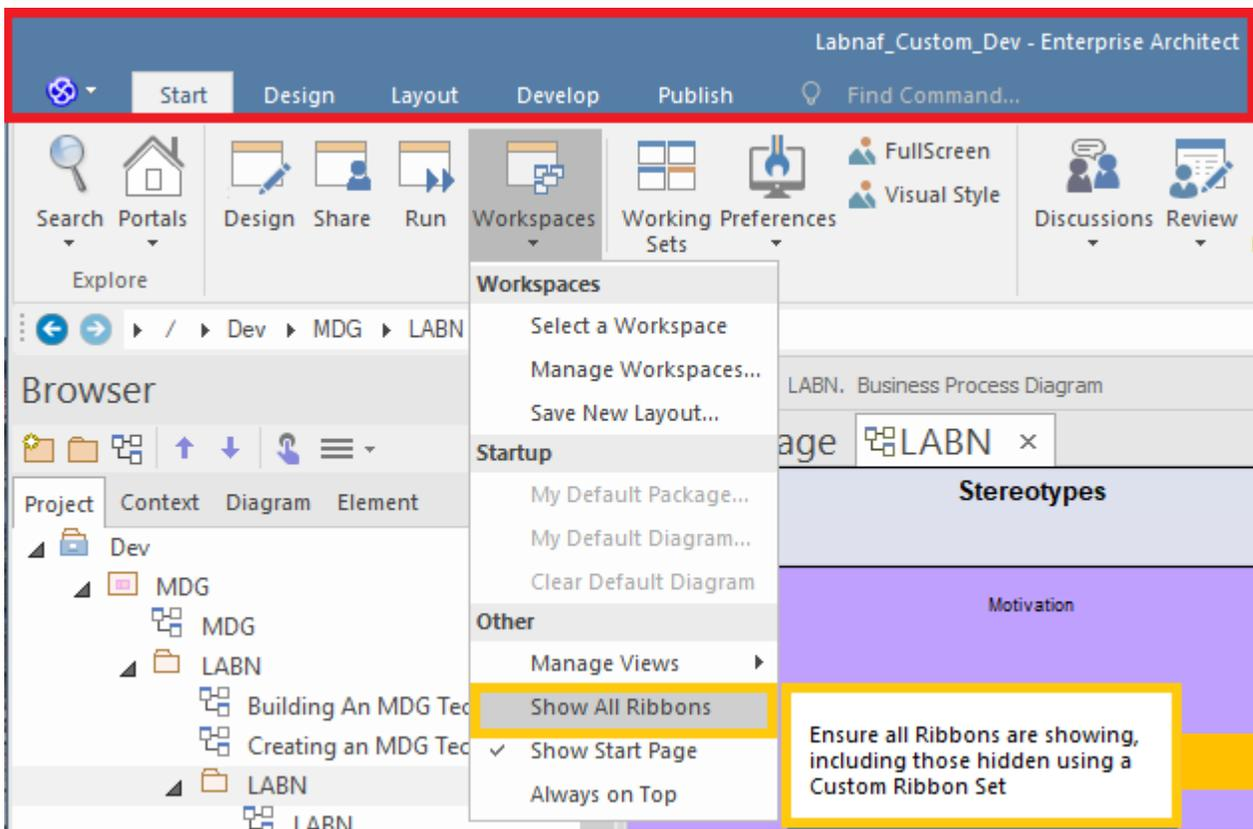 Labnaf_Custom_Dev - Enterprise Architect
Start Design Layout Develop Publish Find Command...
Search Portals Design Share Run Workspaces Working Sets Preferences FullScreen Visual Style Discussions Review
Explore
/ Dev MDG LABN
Workspaces
Select a Workspace
Manage Workspaces...
Save New Layout...
Startup
My Default Package...
My Default Diagram...
Clear Default Diagram
Other
Manage Views
Show All Ribbons
Show Start Page
Always on Top
Ensure all Ribbons are showing,
including those hidden using a
Custom Ribbon Set
Browser
Project Context Diagram Element
Dev
MDG
MDG
LABN
Building An MDG Tec
Creating an MDG Tec
LABN
LABN
LABN. Business Process Diagram
age LABN ×
Stereotypes
Motivation